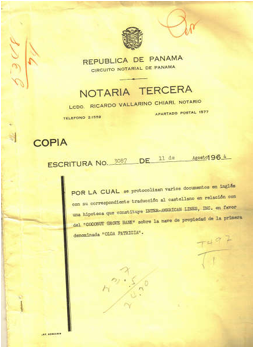 REPUBLICA DE PANAMA
CIRCUITO NOTARIAL DE PANAMA
NOTARIA TERCERA
LCDO. RICARDO VALLARINO CHIARI, NOTARIO
TELEFONO
APARTADO POSTAL 1677
COPIA
ESCRITURA No. DE 11 de Agosto 196
POR LA CUAL se protocolizan varios documentos en inglés
con su correspondiente traducción al castellano en relación con
una hipoteca que constituye INTER-AMERICAN LINES, INC. en favor
del "COCONUT GROVE BANK" sobre la nave de propiedad de la primera
denominada "OLGA PATRICIA".